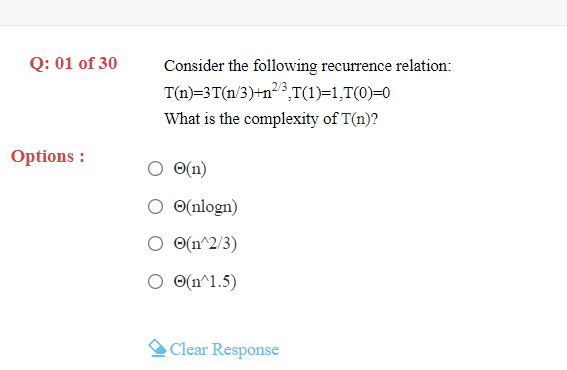 Q: 01 of 30
Consider the following recurrence relation:
T(n)=3T(n/3)+n^2/3,T(1)=1,T(0)=0
What is the complexity of T(n)?
Options :
Θ(n)
Θ(nlogn)
Θ(n^2/3)
Θ(n^1.5)
Clear Response